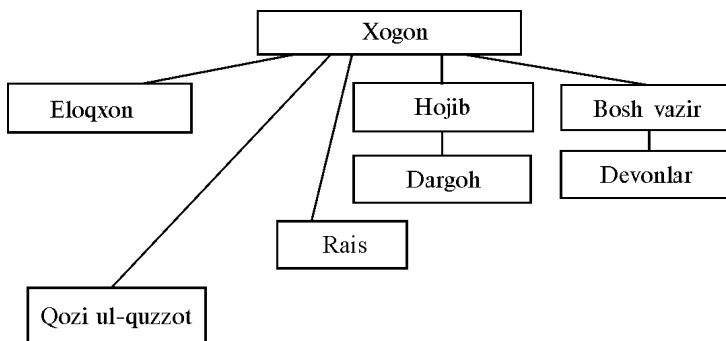 Xogon
Eloqxon
Hojib
Bosh vazir
Dargoh
Devonlar
Rais
Qozi ul-quzzot